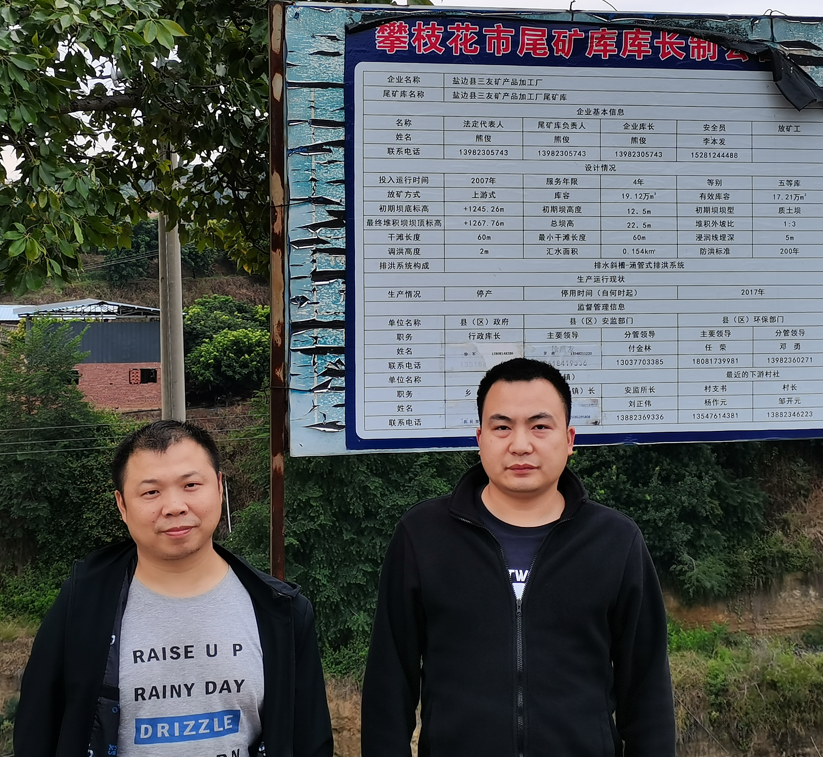 攀枝花市尾矿库库长制公
企业名称 盐边县三友矿产品加工厂
尾矿库名称 盐边县三友矿产品加工厂尾矿库
企业基本信息
名称 法定代表人 尾矿库负责人 企业库长 安全员 放矿工
姓名 熊俊 熊俊 熊俊 李本发
联系电话 13982305743 13982305743 13982305743 15281244488
设计情况
投入运行时间 2007年 服务年限 4年 等别 五等库
放矿方式 上游式 库容 19.12万m³ 有效库容 17.21万m³
初期坝底标高 +1245.26m 初期坝高度 12.5m 初期坝坝型 质土坝
最终堆积坝坝顶标高 +1267.76m 总坝高 22.5m 堆积外坡比 1:3
干滩长度 60m 最小干滩长度 60m 浸润线埋深 5m
调洪高度 2m 汇水面积 0.154km² 防洪标准 200年
排洪系统构成 排水斜槽-涵管式排洪系统
生产运行现状
生产情况 停产 停用时间（自何时起） 2017年
监督管理信息
单位名称 县（区）政府 县（区）安监部门 县（区）环保部门
职务 行政库长 主要领导 分管领导 主要领导 分管领导
姓名 付金林 任荣 邓勇
联系电话 13037703385 18081739981 13982360271
单位名称 镇） 最近的下游村社
职务 乡 镇）长 安监所长 村支书 村长
姓名 刘正伟 杨作元 邹开元
联系电话 13882369336 13547614381 13882346223
TW
RAISE U P
RAINY DAY
DRIZZLE